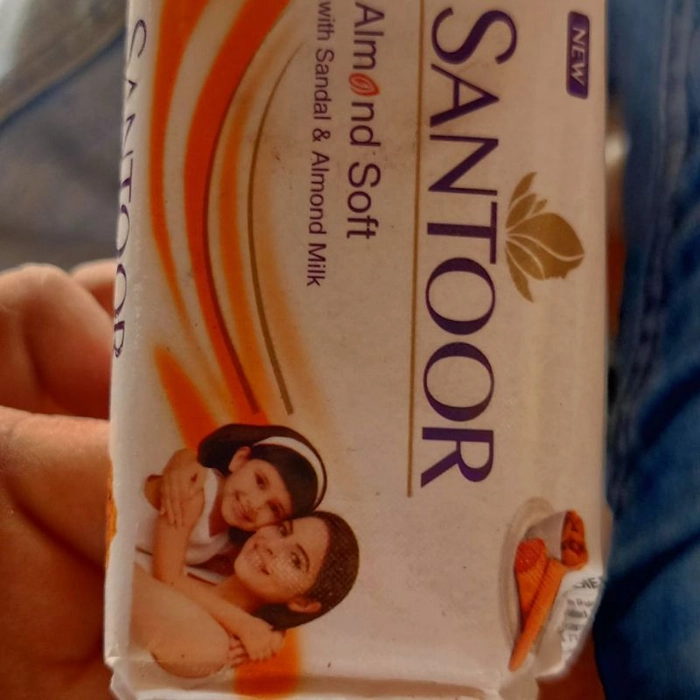 NEW
SANTOOR
Almond Soft
with Sandal & Almond Milk
SANTOOR